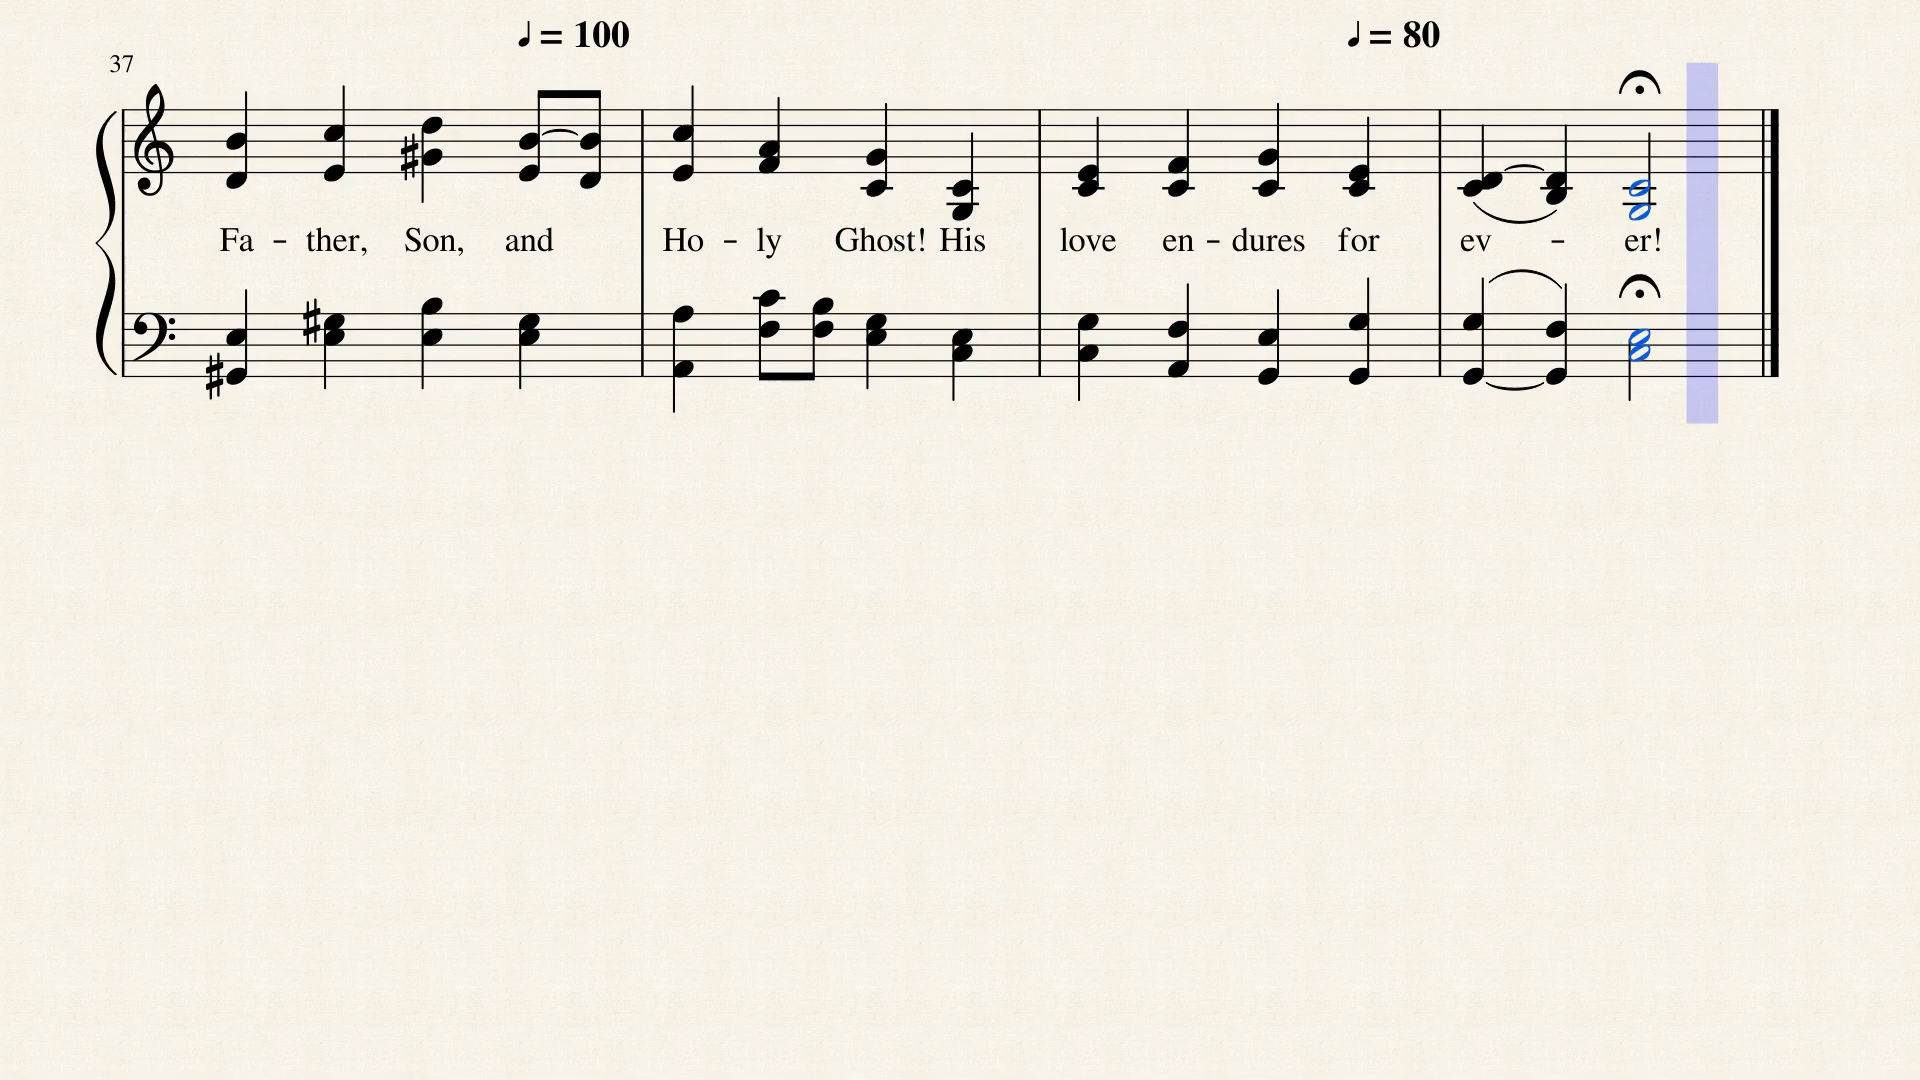 ♩ = 100 ♩ = 80
37
Fa - ther, Son, and Ho - ly Ghost! His love en - dures for ev - er!